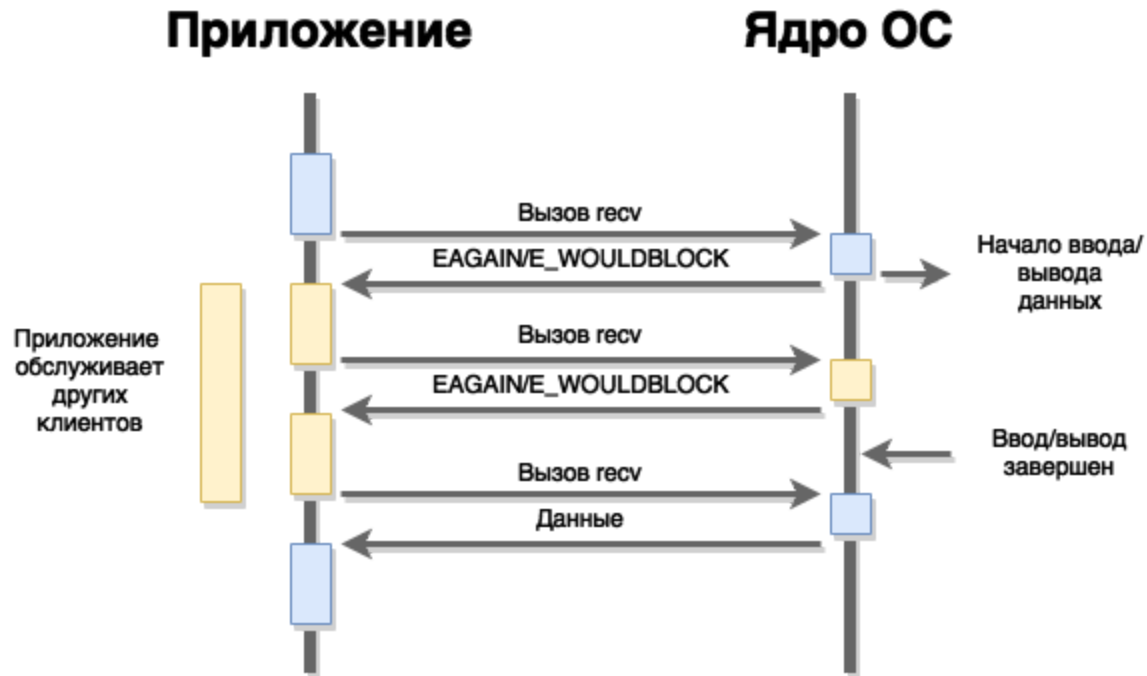 Приложение
Ядро ОС
Вызов recv
EAGAIN/E_WOULDBLOCK
Начало ввода/
вывода
данных
Приложение
обслуживает
других
клиентов
Вызов recv
EAGAIN/E_WOULDBLOCK
Ввод/вывод
завершен
Вызов recv
Данные